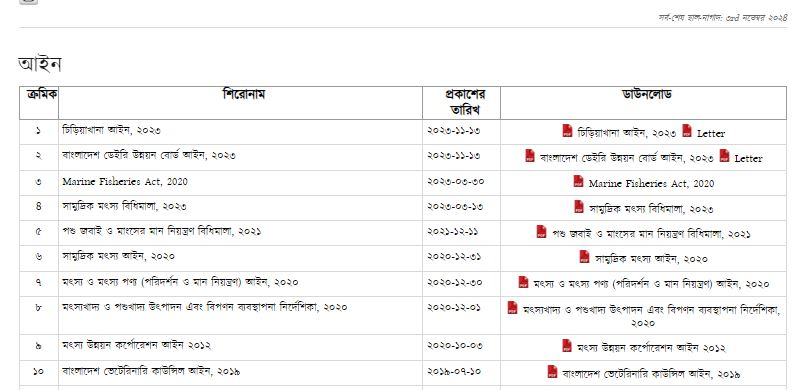 সর্ব-শেষ হাল-নাগাদ: ৩rd নভেম্বর ২০২৪
আইন
ক্রমিক শিরোনাম প্রকাশের তারিখ ডাউনলোড
১ চিড়িয়াখানা আইন, ২০২৩ ২০২৩-১১-১৩ চিড়িয়াখানা আইন, ২০২৩ Letter
২ বাংলাদেশ ডেইরি উন্নয়ন বোর্ড আইন, ২০২৩ ২০২৩-১১-১৩ বাংলাদেশ ডেইরি উন্নয়ন বোর্ড আইন, ২০২৩ Letter
৩ Marine Fisheries Act, 2020 ২০২৩-০৩-৩০ Marine Fisheries Act, 2020
৪ সামুদ্রিক মৎস্য বিধিমালা, ২০২৩ ২০২৩-০৩-১৩ সামুদ্রিক মৎস্য বিধিমালা, ২০২৩
৫ পশু জবাই ও মাংসের মান নিয়ন্ত্রণ বিধিমালা, ২০২১ ২০২১-১২-১১ পশু জবাই ও মাংসের মান নিয়ন্ত্রণ বিধিমালা, ২০২১
৬ সামুদ্রিক মৎস্য আইন, ২০২০ ২০২০-১২-৩১ সামুদ্রিক মৎস্য আইন, ২০২০
৭ মৎস্য ও মৎস্য পণ্য (পরিদর্শন ও মান নিয়ন্ত্রণ) আইন, ২০২০ ২০২০-১২-৩০ মৎস্য ও মৎস্য পণ্য (পরিদর্শন ও মান নিয়ন্ত্রণ) আইন, ২০২০
৮ মৎস্যখাদ্য ও পশুখাদ্য উৎপাদন এবং বিপণন ব্যবস্থাপনা নির্দেশিকা, ২০২০ ২০২০-১২-০১ মৎস্যখাদ্য ও পশুখাদ্য উৎপাদন এবং বিপণন ব্যবস্থাপনা নির্দেশিকা,
২০২০
৯ মৎস্য উন্নয়ন কর্পোরেশন আইন ২০১২ ২০২০-১০-০৩ মৎস্য উন্নয়ন কর্পোরেশন আইন ২০১২
১০ বাংলাদেশ ভেটেরিনারি কাউন্সিল আইন, ২০১৯ ২০১৯-০৭-১০ বাংলাদেশ ভেটেরিনারি কাউন্সিল আইন, ২০১৯